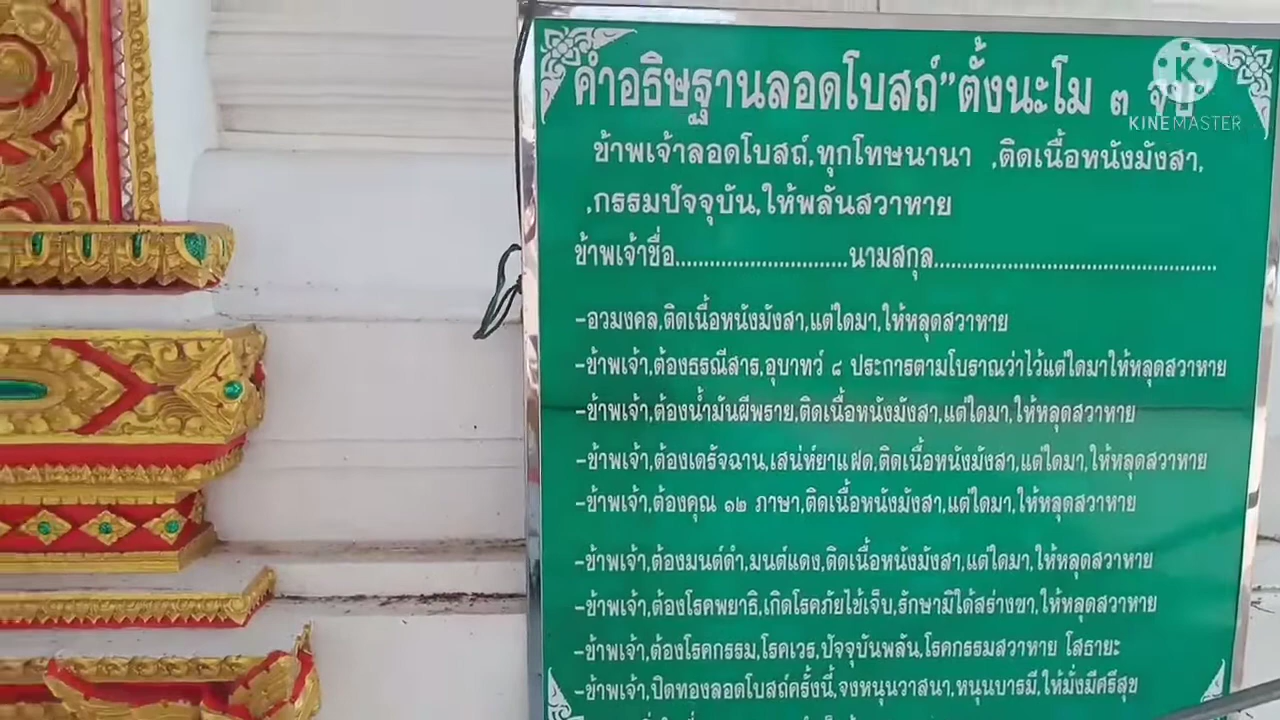 คำอธิษฐานลอดโบสถ์"ตั้งนะโม ๓ จบ
KINEMASTER
ข้าพเจ้าลอดโบสถ์,ทุกโทษนานา ,ติดเนื้อหนังมังสา,
,กรรมปัจจุบัน,ให้พลันสวาหาย
ข้าพเจ้าชื่อ..............................นามสกุล..................................................
-อวมงคล,ติดเนื้อหนังมังสา,แต่ใดมา,ให้หลุดสวาหาย
-ข้าพเจ้า,ต้องธรณีสาร,อุบาทว์ ๘ ประการตามโบราณว่าไว้แต่ใดมาให้หลุดสวาหาย
-ข้าพเจ้า,ต้องน้ำมันผีพราย,ติดเนื้อหนังมังสา,แต่ใดมา,ให้หลุดสวาหาย
-ข้าพเจ้า,ต้องเดรัจฉาน,เสน่ห์ยาแฝด,ติดเนื้อหนังมังสา,แต่ใดมา,ให้หลุดสวาหาย
-ข้าพเจ้า,ต้องคุณ ๑๒ ภาษา,ติดเนื้อหนังมังสา,แต่ใดมา,ให้หลุดสวาหาย
-ข้าพเจ้า,ต้องมนต์ดำ,มนต์แดง,ติดเนื้อหนังมังสา,แต่ใดมา,ให้หลุดสวาหาย
-ข้าพเจ้า,ต้องโรคพยาธิ,เกิดโรคภัยไข้เจ็บ,รักษามิได้สร่างขา,ให้หลุดสวาหาย
-ข้าพเจ้า,ต้องโรคกรรม,โรคเวร,ปัจจุบันพลัน,โรคกรรมสวาหาย โสธายะ
-ข้าพเจ้า,ปิดทองลอดโบสถ์ครั้งนี้,จงหนุนวาสนา,หนุนบารมี,ให้มั่งมีศรีสุข